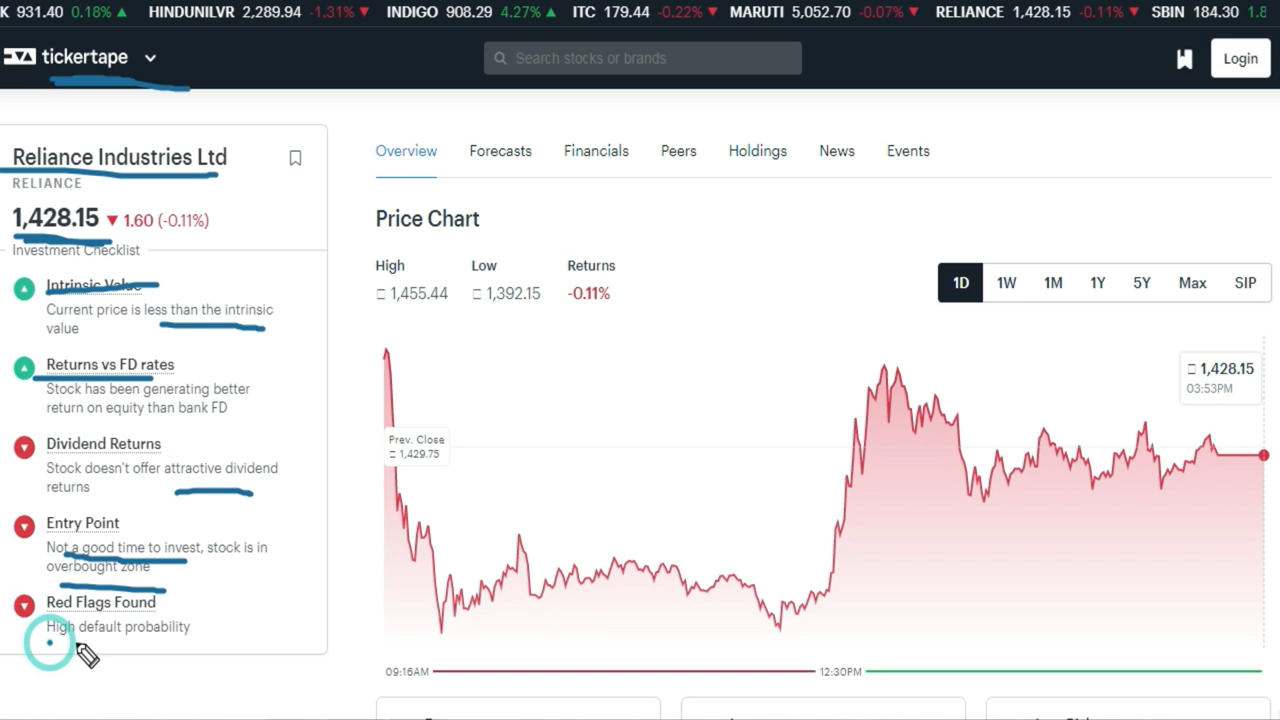 K 931.40 0.18% ▲ HINDUNILVR 2,289.94 -1.31% ▼ INDIGO 908.29 4.27% ▲ ITC 179.44 -0.22% ▼ MARUTI 5,052.70 -0.07% ▼ RELIANCE 1,428.15 -0.11% ▼ SBIN 184.30 1.8
tickertape
Search stocks or brands
Login
Reliance Industries Ltd
RELIANCE
1,428.15 ▼ 1.60 (-0.11%)
Investment Checklist
Intrinsic Value
Current price is less than the intrinsic
value
Returns vs FD rates
Stock has been generating better
return on equity than bank FD
Dividend Returns
Stock doesn't offer attractive dividend
returns
Entry Point
Not a good time to invest, stock is in
overbought zone
Red Flags Found
High default probability
Overview Forecasts Financials Peers Holdings News Events
Price Chart
High Low Returns
1,455.44 1,392.15 -0.11%
1D 1W 1M 1Y 5Y Max SIP
1,428.15
03:53PM
Prev. Close
1,429.75
09:16AM 12:30PM